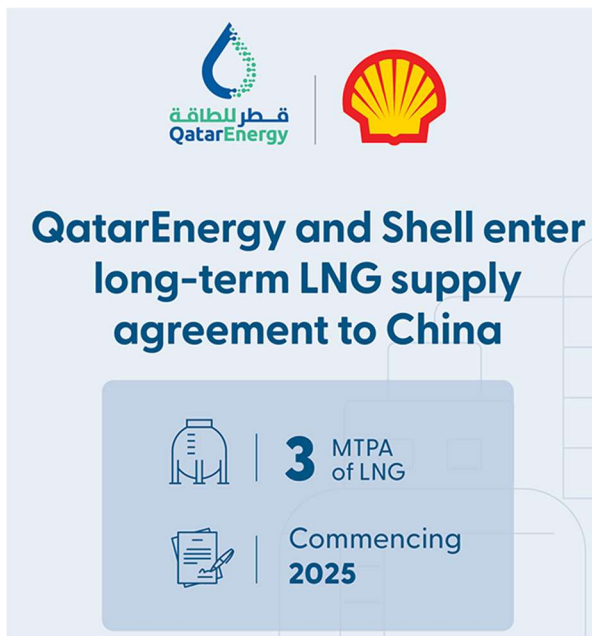 قطر للطاقة
QatarEnergy
QatarEnergy and Shell enter
long-term LNG supply
agreement to China
3 MTPA
of LNG
Commencing
2025